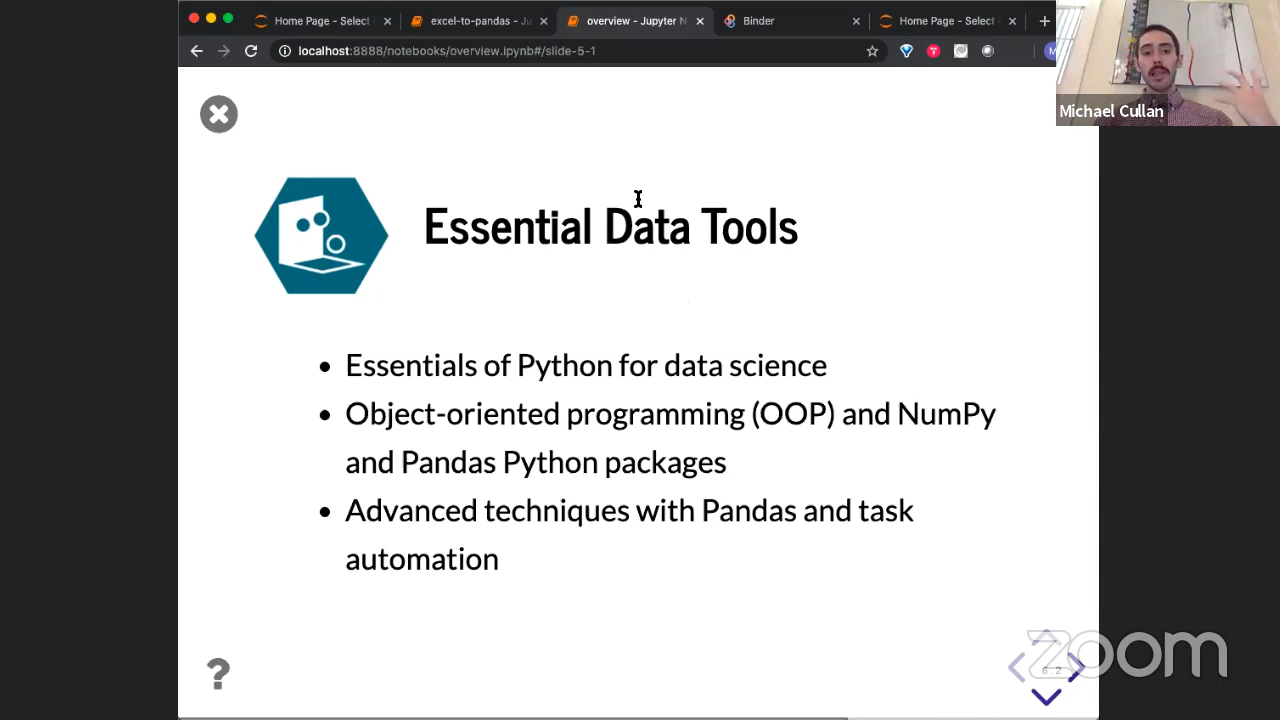 Home Page - Select
excel-to-pandas - Ju
overview - Jupyter N
Binder
Home Page - Select
localhost:8888/notebooks/overview.ipynb#/slide-5-1
Michael Cullan
Essential Data Tools
• Essentials of Python for data science
• Object-oriented programming (OOP) and NumPy
and Pandas Python packages
• Advanced techniques with Pandas and task
automation
?
6.2
zoom